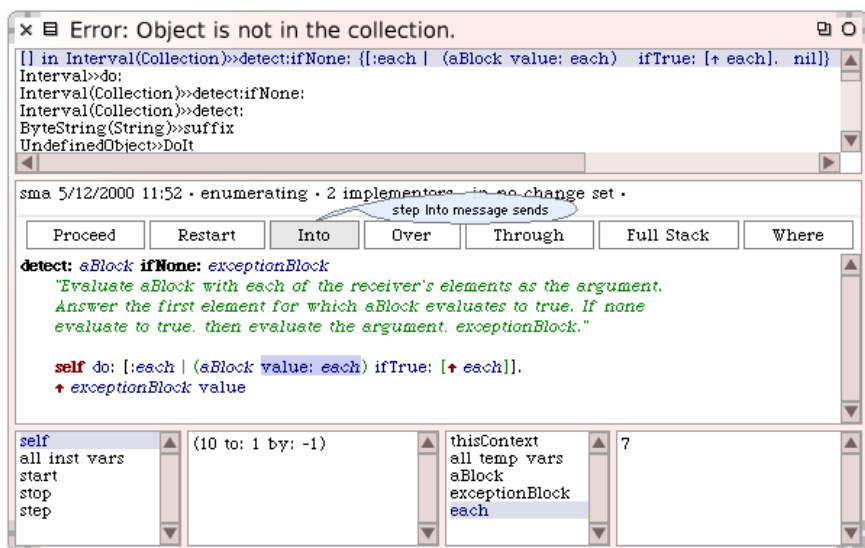 Error: Object is not in the collection.
[] in Interval(Collection)>>detect:ifNone: {[:each | (aBlock value: each) ifTrue: [↑ each]. nil]}
Interval>>do:
Interval(Collection)>>detect:ifNone:
Interval(Collection)>>detect:
ByteString(String)>>suffix
UndefinedObject>>DoIt
sma 5/12/2000 11:52 · enumerating · 2 implementors · in no change set ·
step Into message sends
Proceed Restart Into Over Through Full Stack Where
detect: aBlock ifNone: exceptionBlock
"Evaluate aBlock with each of the receiver's elements as the argument.
Answer the first element for which aBlock evaluates to true. If none
evaluate to true, then evaluate the argument, exceptionBlock."
self do: [:each | (aBlock value: each) ifTrue: [↑ each]].
↑ exceptionBlock value
self
all inst vars
start
stop
step
(10 to: 1 by: -1)
thisContext
all temp vars
aBlock
exceptionBlock
each
7